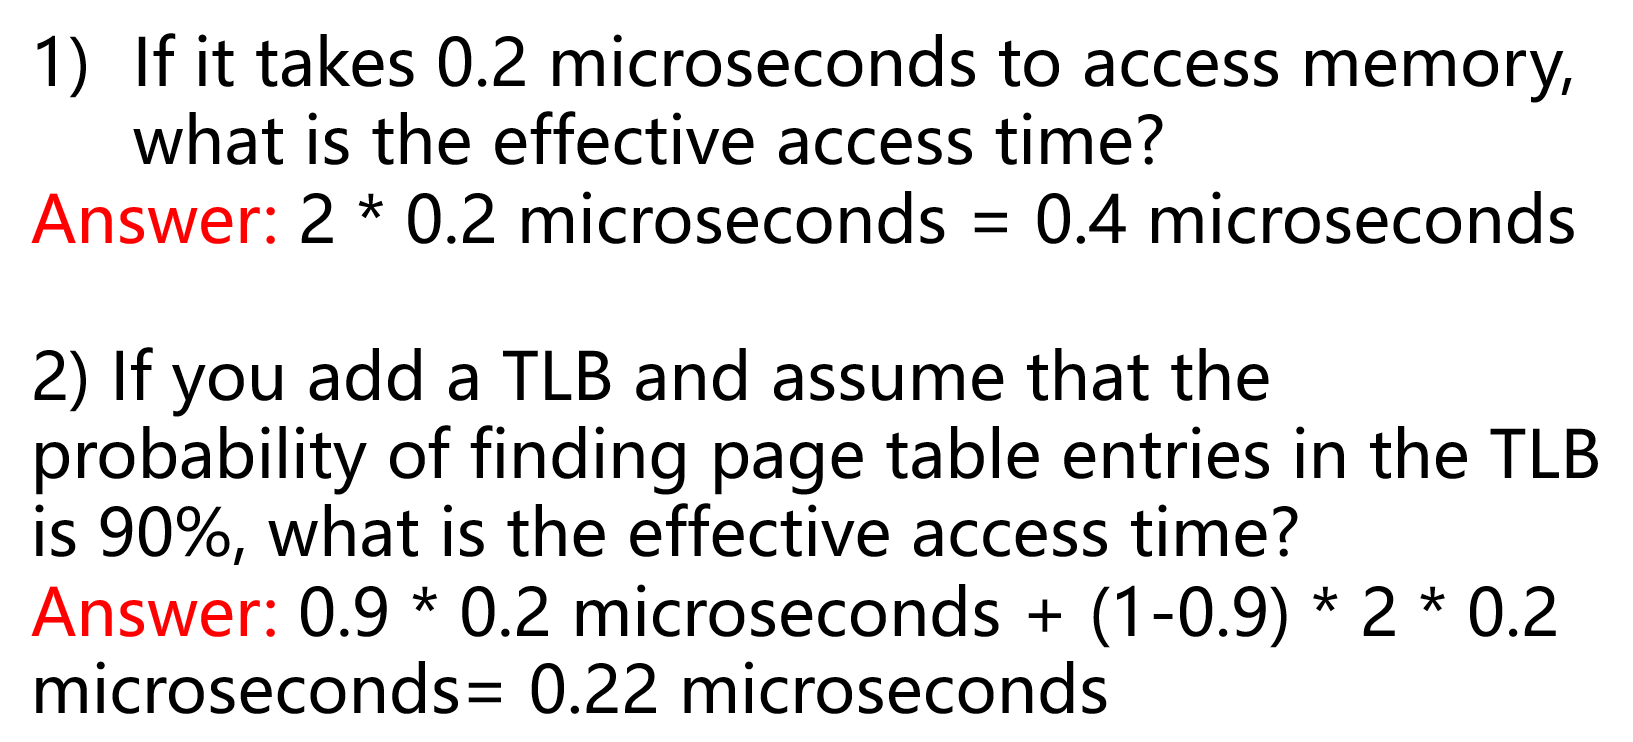 1) If it takes 0.2 microseconds to access memory,
what is the effective access time?
Answer: 2 * 0.2 microseconds = 0.4 microseconds
2) If you add a TLB and assume that the
probability of finding page table entries in the TLB
is 90%, what is the effective access time?
Answer: 0.9 * 0.2 microseconds + (1-0.9) * 2 * 0.2
microseconds= 0.22 microseconds